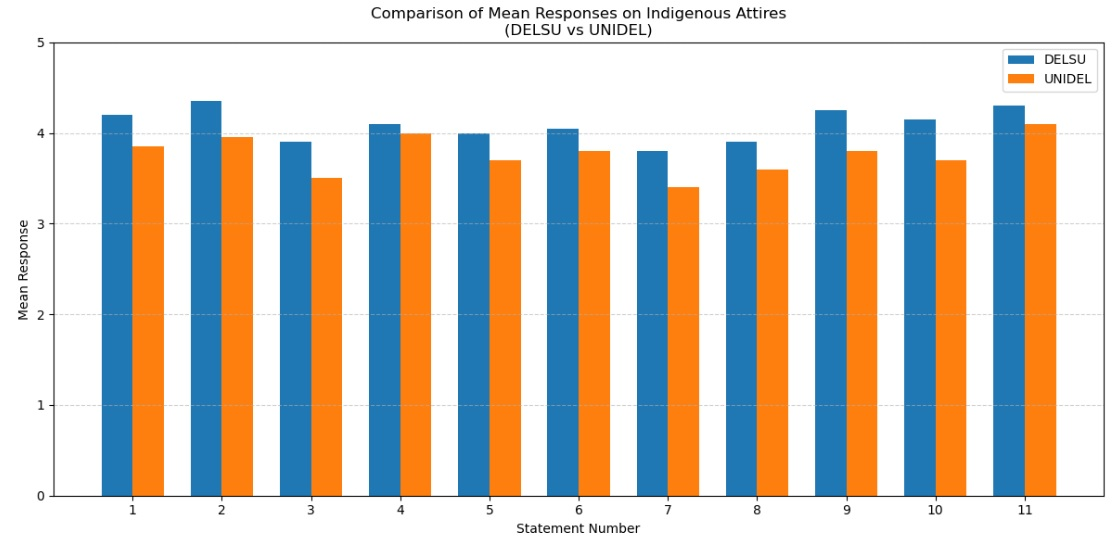 Comparison of Mean Responses on Indigenous Attires
(DELSU vs UNIDEL)
DELSU
UNIDEL
Mean Response
5
4
3
2
1
0
1 2 3 4 5 6 7 8 9 10 11
Statement Number